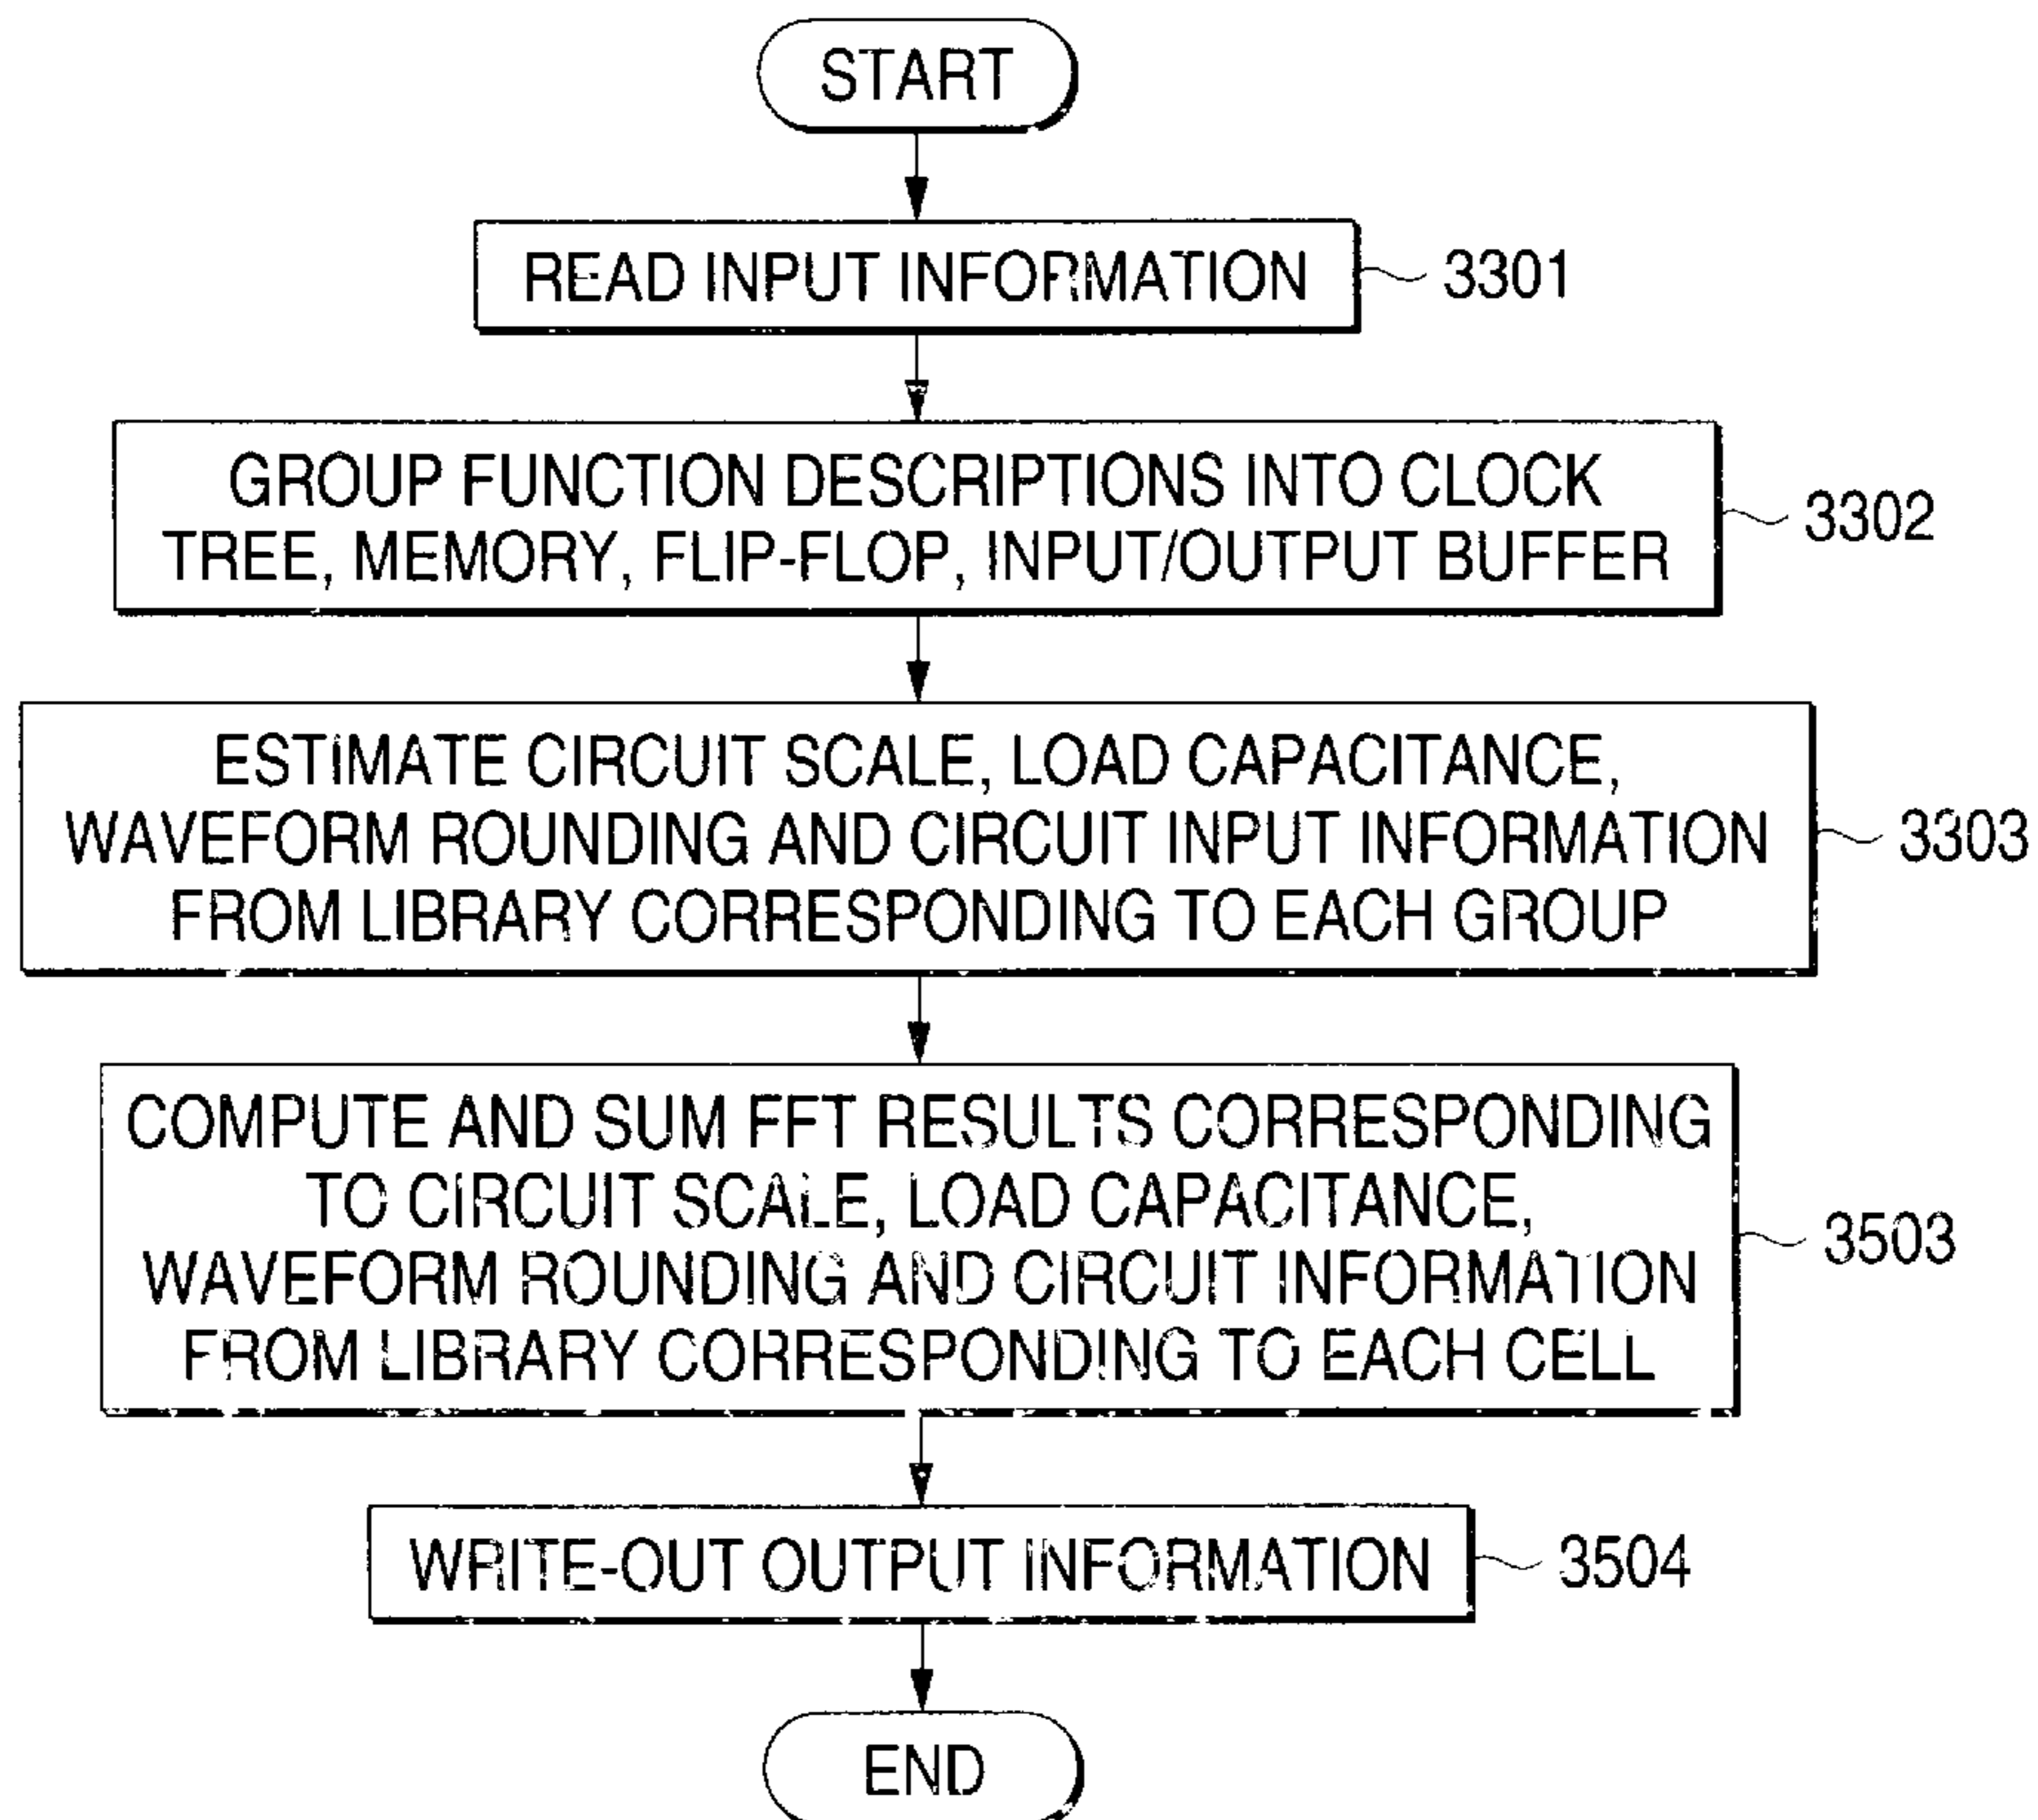 START
READ INPUT INFORMATION
3301
GROUP FUNCTION DESCRIPTIONS INTO CLOCK
TREE, MEMORY, FLIP-FLOP, INPUT/OUTPUT BUFFER
3302
ESTIMATE CIRCUIT SCALE, LOAD CAPACITANCE,
WAVEFORM ROUNDING AND CIRCUIT INPUT INFORMATION
FROM LIBRARY CORRESPONDING TO EACH GROUP
3303
COMPUTE AND SUM FFT RESULTS CORRESPONDING
TO CIRCUIT SCALE, LOAD CAPACITANCE,
WAVEFORM ROUNDING AND CIRCUIT INFORMATION
FROM LIBRARY CORRESPONDING TO EACH CELL
3503
WRITE-OUT OUTPUT INFORMATION
3504
END